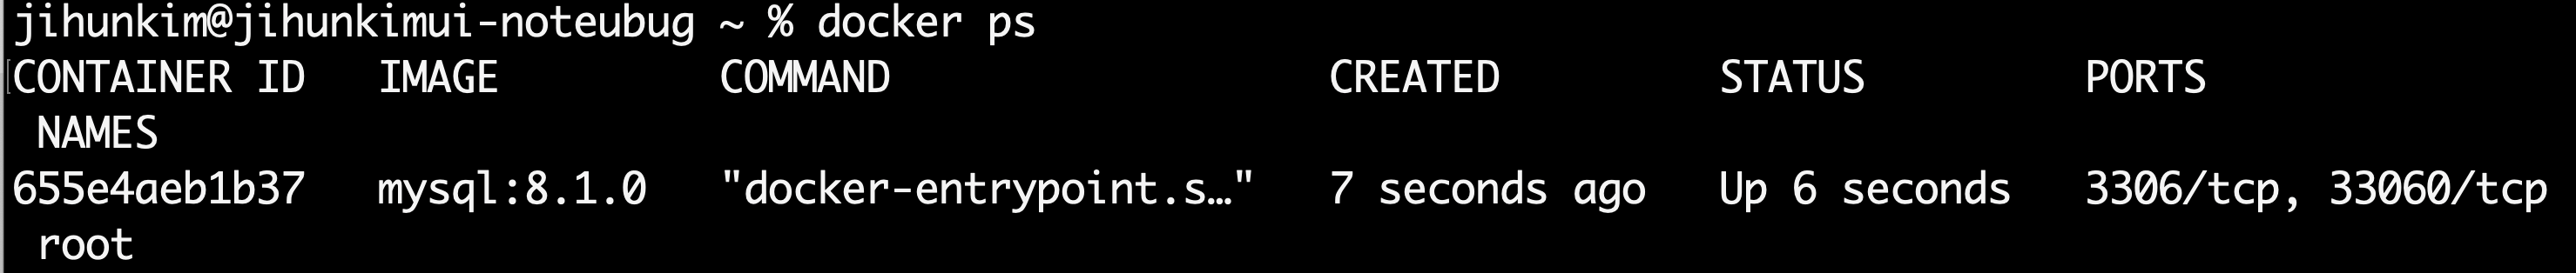 jihunkim@jihunkimui-noteubug ~ % docker ps
CONTAINER ID   IMAGE         COMMAND                  CREATED         STATUS         PORTS
 NAMES
655e4aeb1b37   mysql:8.1.0   "docker-entrypoint.s…"   7 seconds ago   Up 6 seconds   3306/tcp, 33060/tcp
 root